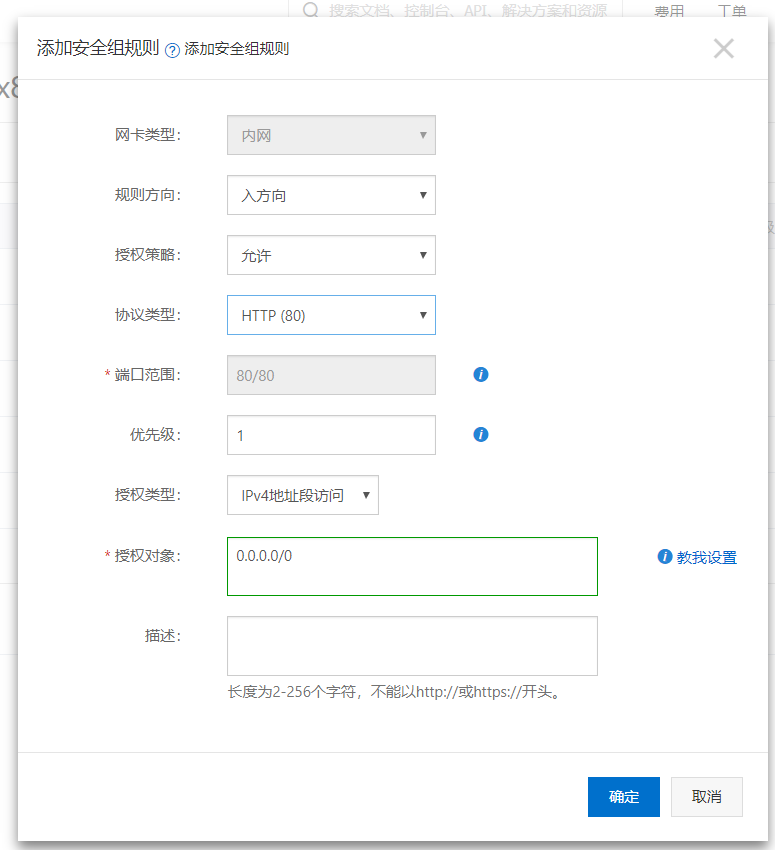 搜索文档、控制台、API、解决方案和资源 费用 工单
添加安全组规则 ? 添加安全组规则
x8
网卡类型： 内网
规则方向： 入方向
授权策略： 允许
协议类型： HTTP (80)
* 端口范围： 80/80
优先级： 1
授权类型： IPv4地址段访问
* 授权对象： 0.0.0.0/0 教我设置
描述：
长度为2-256个字符，不能以http://或https://开头。
确定 取消